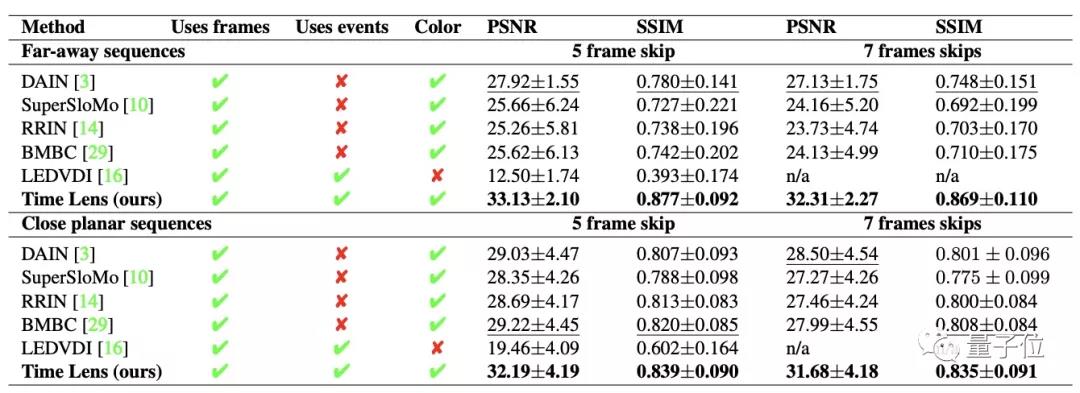 Method Uses frames Uses events Color PSNR SSIM PSNR SSIM
Far-away sequences 5 frame skip 7 frames skips
DAIN [3] ✔ ✘ ✔ 27.92±1.55 0.780±0.141 27.13±1.75 0.748±0.151
SuperSloMo [10] ✔ ✘ ✔ 25.66±6.24 0.727±0.221 24.16±5.20 0.692±0.199
RRIN [14] ✔ ✘ ✔ 25.26±5.81 0.738±0.196 23.73±4.74 0.703±0.170
BMBC [29] ✔ ✘ ✔ 25.62±6.13 0.742±0.202 24.13±4.99 0.710±0.175
LEDVDI [16] ✔ ✔ ✘ 12.50±1.74 0.393±0.174 n/a n/a
Time Lens (ours) ✔ ✔ ✔ 33.13±2.10 0.877±0.092 32.31±2.27 0.869±0.110
Close planar sequences 5 frame skip 7 frames skips
DAIN [3] ✔ ✘ ✔ 29.03±4.47 0.807±0.093 28.50±4.54 0.801 ± 0.096
SuperSloMo [10] ✔ ✘ ✔ 28.35±4.26 0.788±0.098 27.27±4.26 0.775 ± 0.099
RRIN [14] ✔ ✘ ✔ 28.69±4.17 0.813±0.083 27.46±4.24 0.800±0.084
BMBC [29] ✔ ✘ ✔ 29.22±4.45 0.820±0.085 27.99±4.55 0.808±0.084
LEDVDI [16] ✔ ✔ ✘ 19.46±4.09 0.602±0.164 n/a
Time Lens (ours) ✔ ✔ ✔ 32.19±4.19 0.839±0.090 31.68±4.18 0.835±0.091
量子位